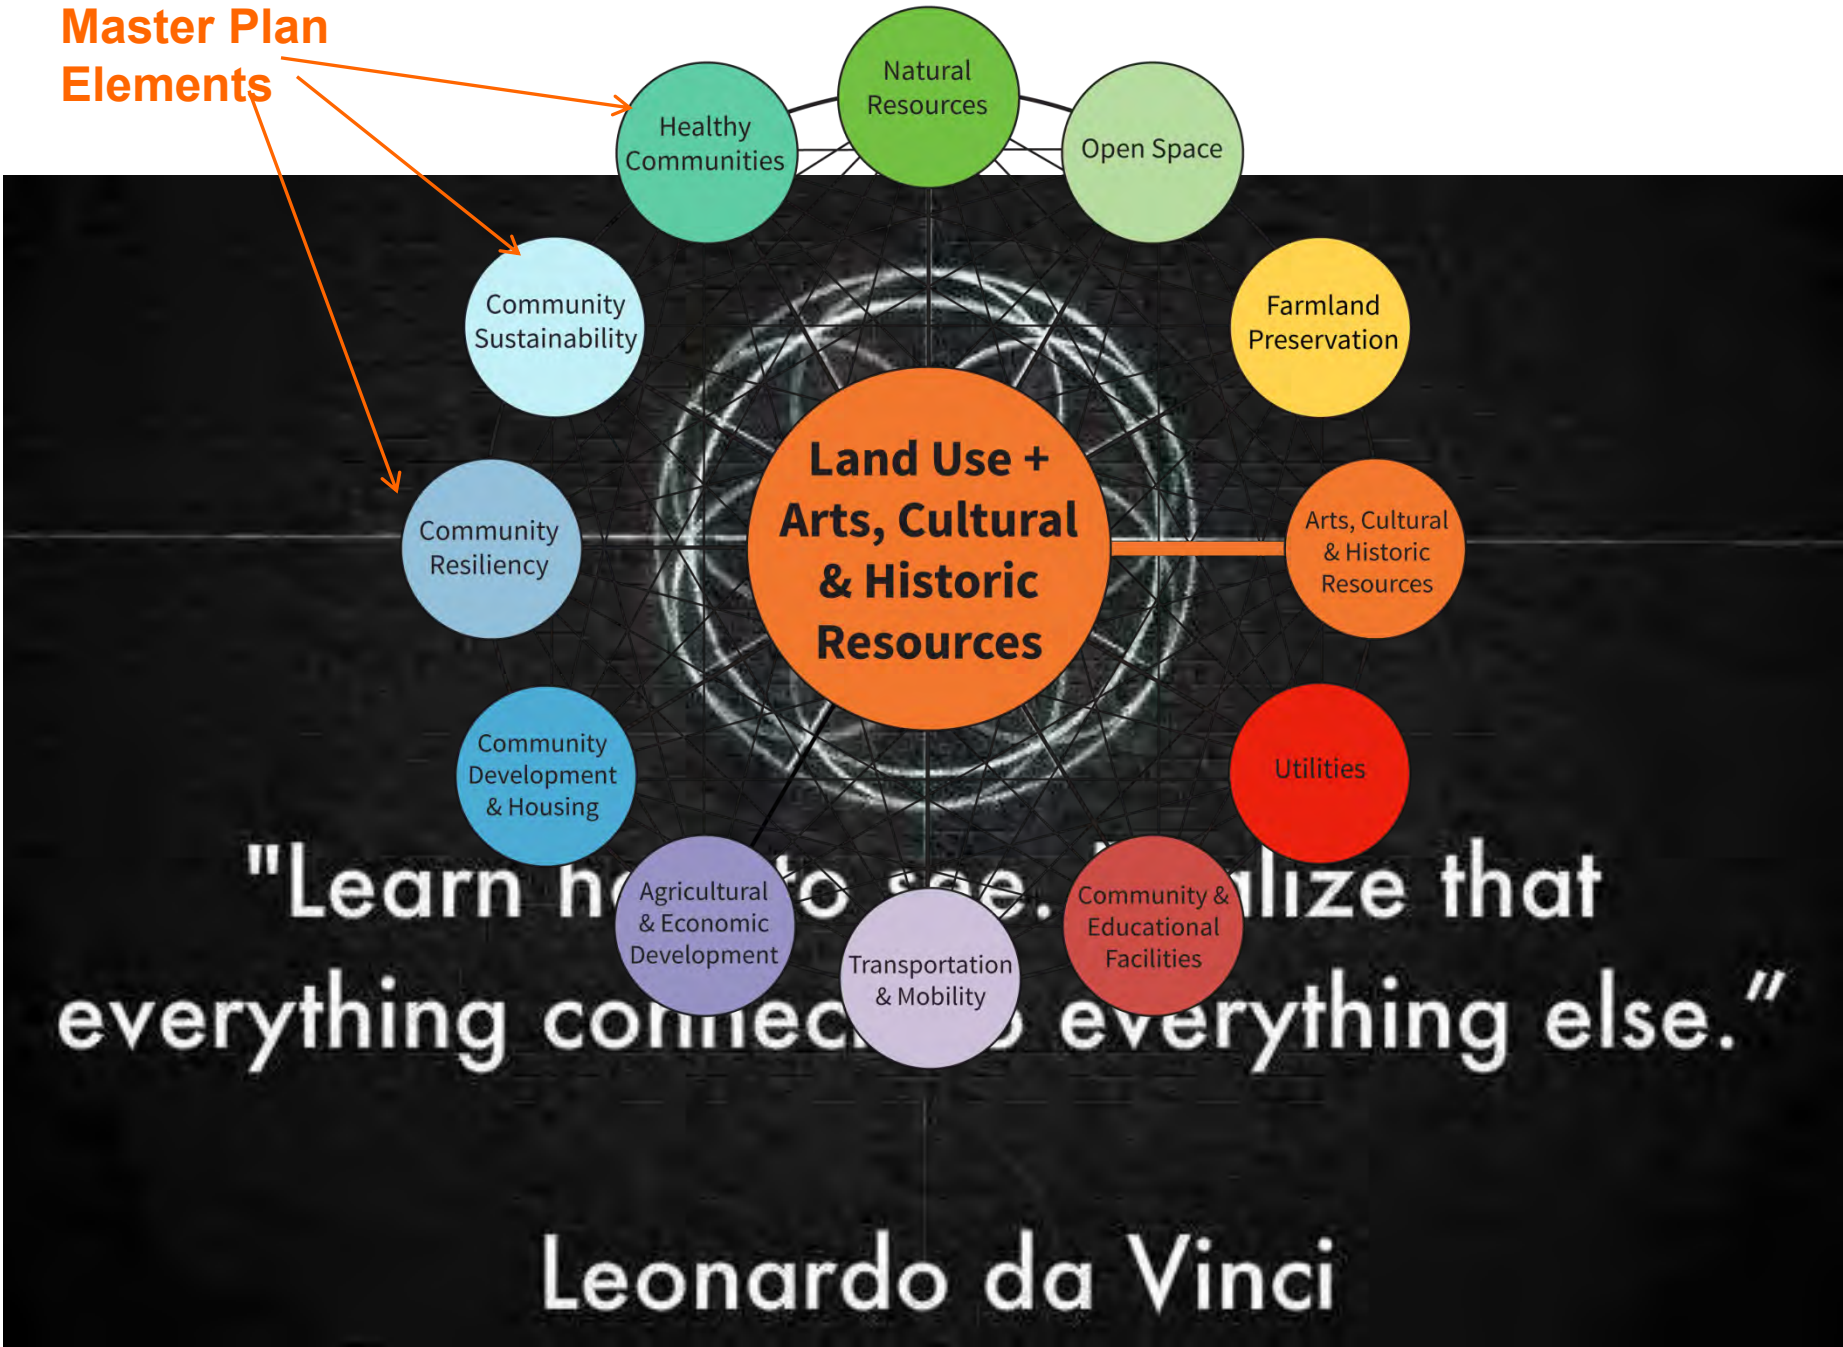 Master Plan
Elements
Natural
Resources
Healthy
Communities
Open Space
Community
Sustainability
Farmland
Preservation
Land Use +
Arts, Cultural
& Historic
Resources
Community
Resiliency
Arts, Cultural
& Historic
Resources
Community
Development
& Housing
Utilities
Agricultural
& Economic
Development
Transportation
& Mobility
Community &
Educational
Facilities
"Learn to see. that
everything everything else.”
Leonardo da Vinci